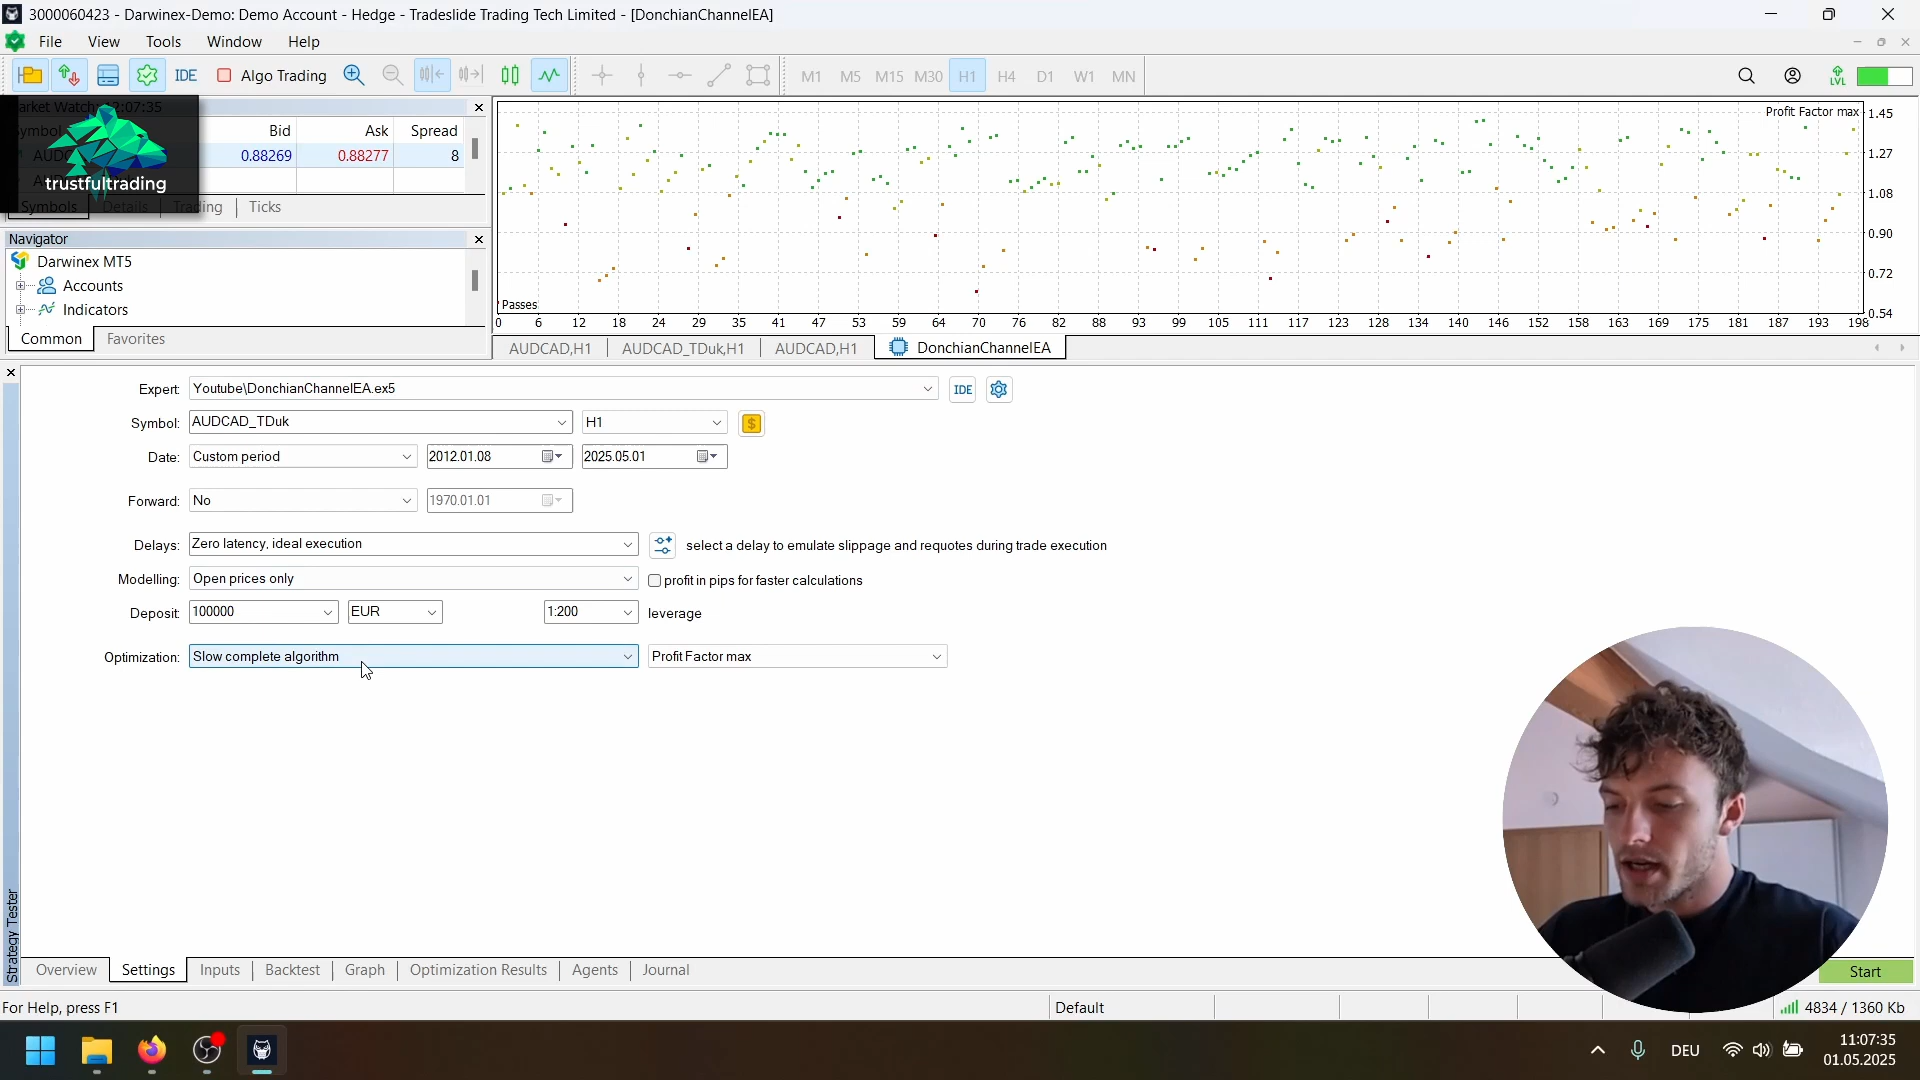 3000060423 - Darwinex-Demo: Demo Account - Hedge - Tradeslide Trading Tech Limited - [DonchianChannelEA]
File View Tools Window Help
IDE Algo Trading M1 M5 M15 M30 H1 H4 D1 W1 MN LVL
Bid Ask Spread
0.88269 0.88277 8
trustfultrading
Symbols Details Trading Ticks
Navigator
Darwinex MT5
Accounts
Indicators
Common Favorites
Profit Factor max 1.45
1.27
1.08
0.90
0.72
Passes 0.54
0 6 12 18 24 29 35 41 47 53 59 64 70 76 82 88 93 99 105 111 117 123 128 134 140 146 152 158 163 169 175 181 187 193 198
AUDCAD,H1 AUDCAD_TDuk,H1 AUDCAD,H1 DonchianChannelEA
Expert: Youtube\DonchianChannelEA.ex5 IDE
Symbol: AUDCAD_TDuk H1 $
Date: Custom period 2012.01.08 2025.05.01
Forward: No 1970.01.01
Delays: Zero latency, ideal execution select a delay to emulate slippage and requotes during trade execution
Modelling: Open prices only profit in pips for faster calculations
Deposit: 100000 EUR 1:200 leverage
Optimization: Slow complete algorithm Profit Factor max
Strategy Tester
Overview Settings Inputs Backtest Graph Optimization Results Agents Journal Start
For Help, press F1 Default 4834 / 1360 Kb
DEU 11:07:35
01.05.2025